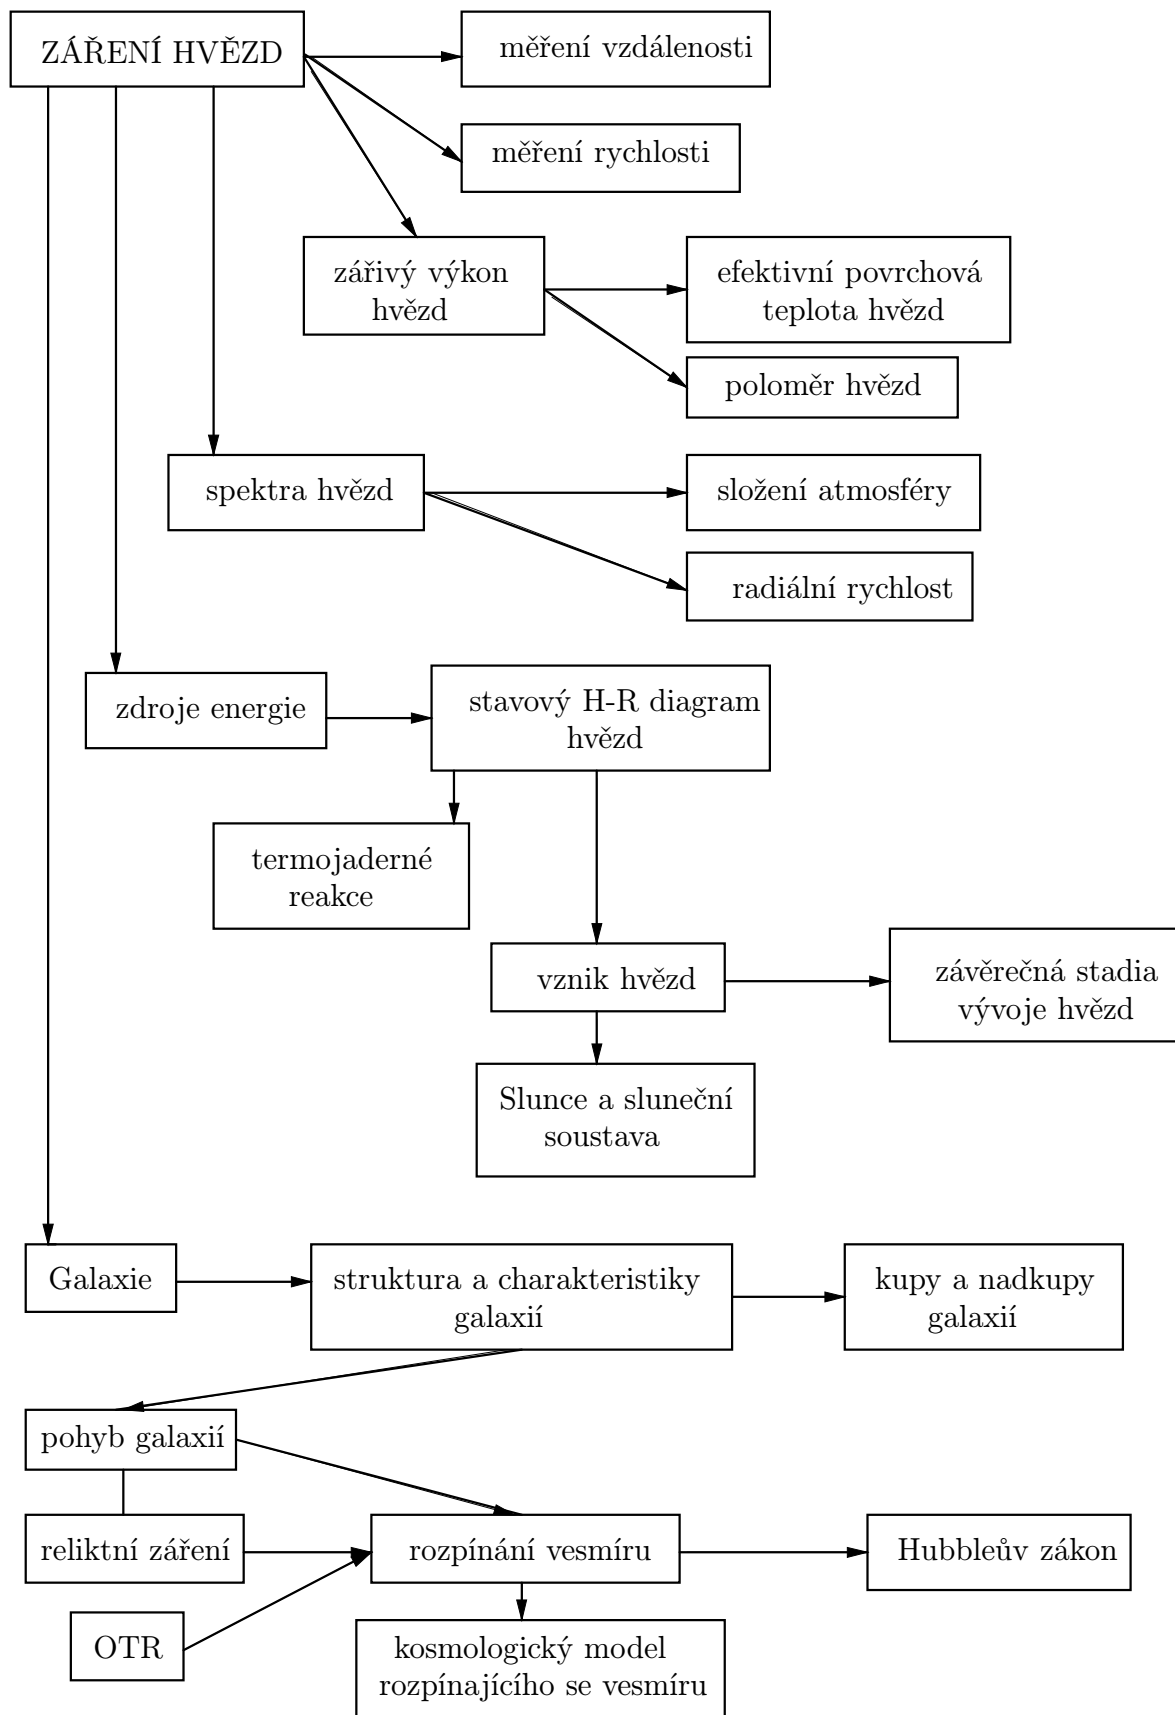 ZÁŘENÍ HVĚZD
měření vzdálenosti
měření rychlosti
zářivý výkon
hvězd
efektivní povrchová
teplota hvězd
poloměr hvězd
spektra hvězd
složení atmosféry
radiální rychlost
zdroje energie
stavový H-R diagram
hvězd
termojaderné
reakce
vznik hvězd
závěrečná stadia
vývoje hvězd
Slunce a sluneční
soustava
Galaxie
struktura a charakteristiky
galaxií
kupy a nadkupy
galaxií
pohyb galaxií
reliktní záření
rozpínání vesmíru
Hubbleův zákon
OTR
kosmologický model
rozpínajícího se vesmíru